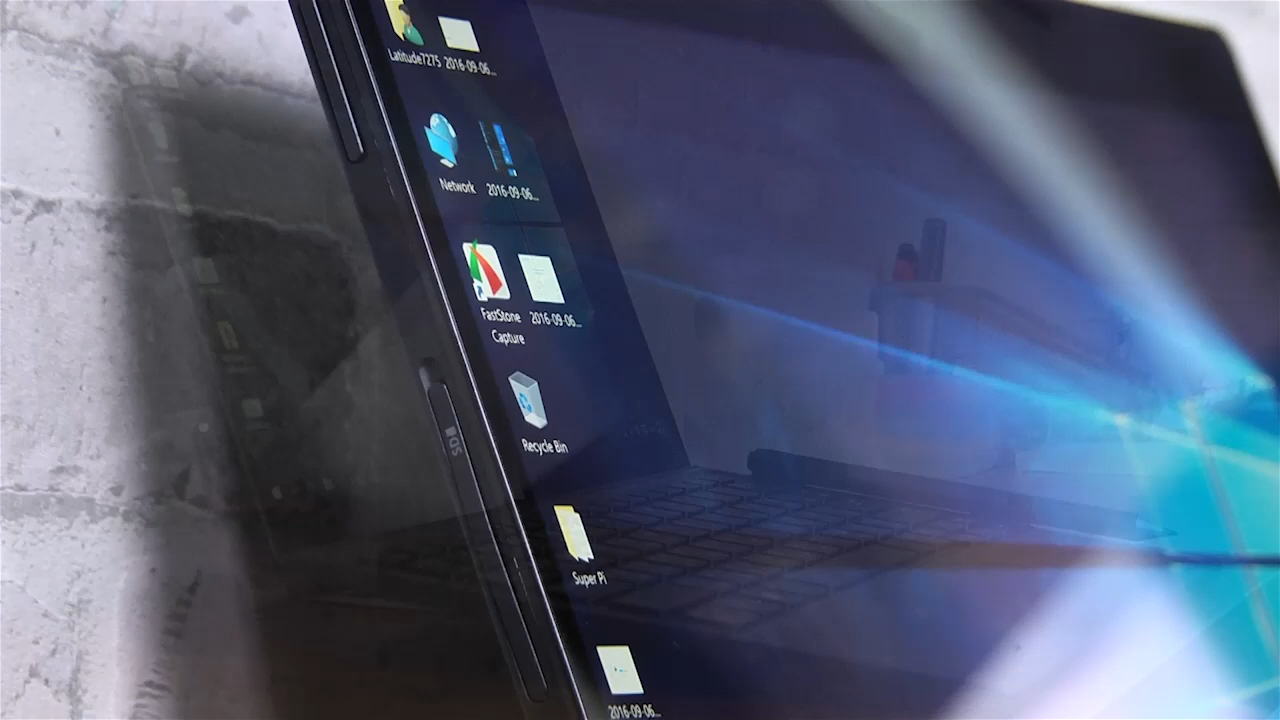 Latitude7275 2016-09-06...
Network 2016-09-06...
FastStone 2016-09-06...
Capture
Recycle Bin
Super Pi
2016-09-06...